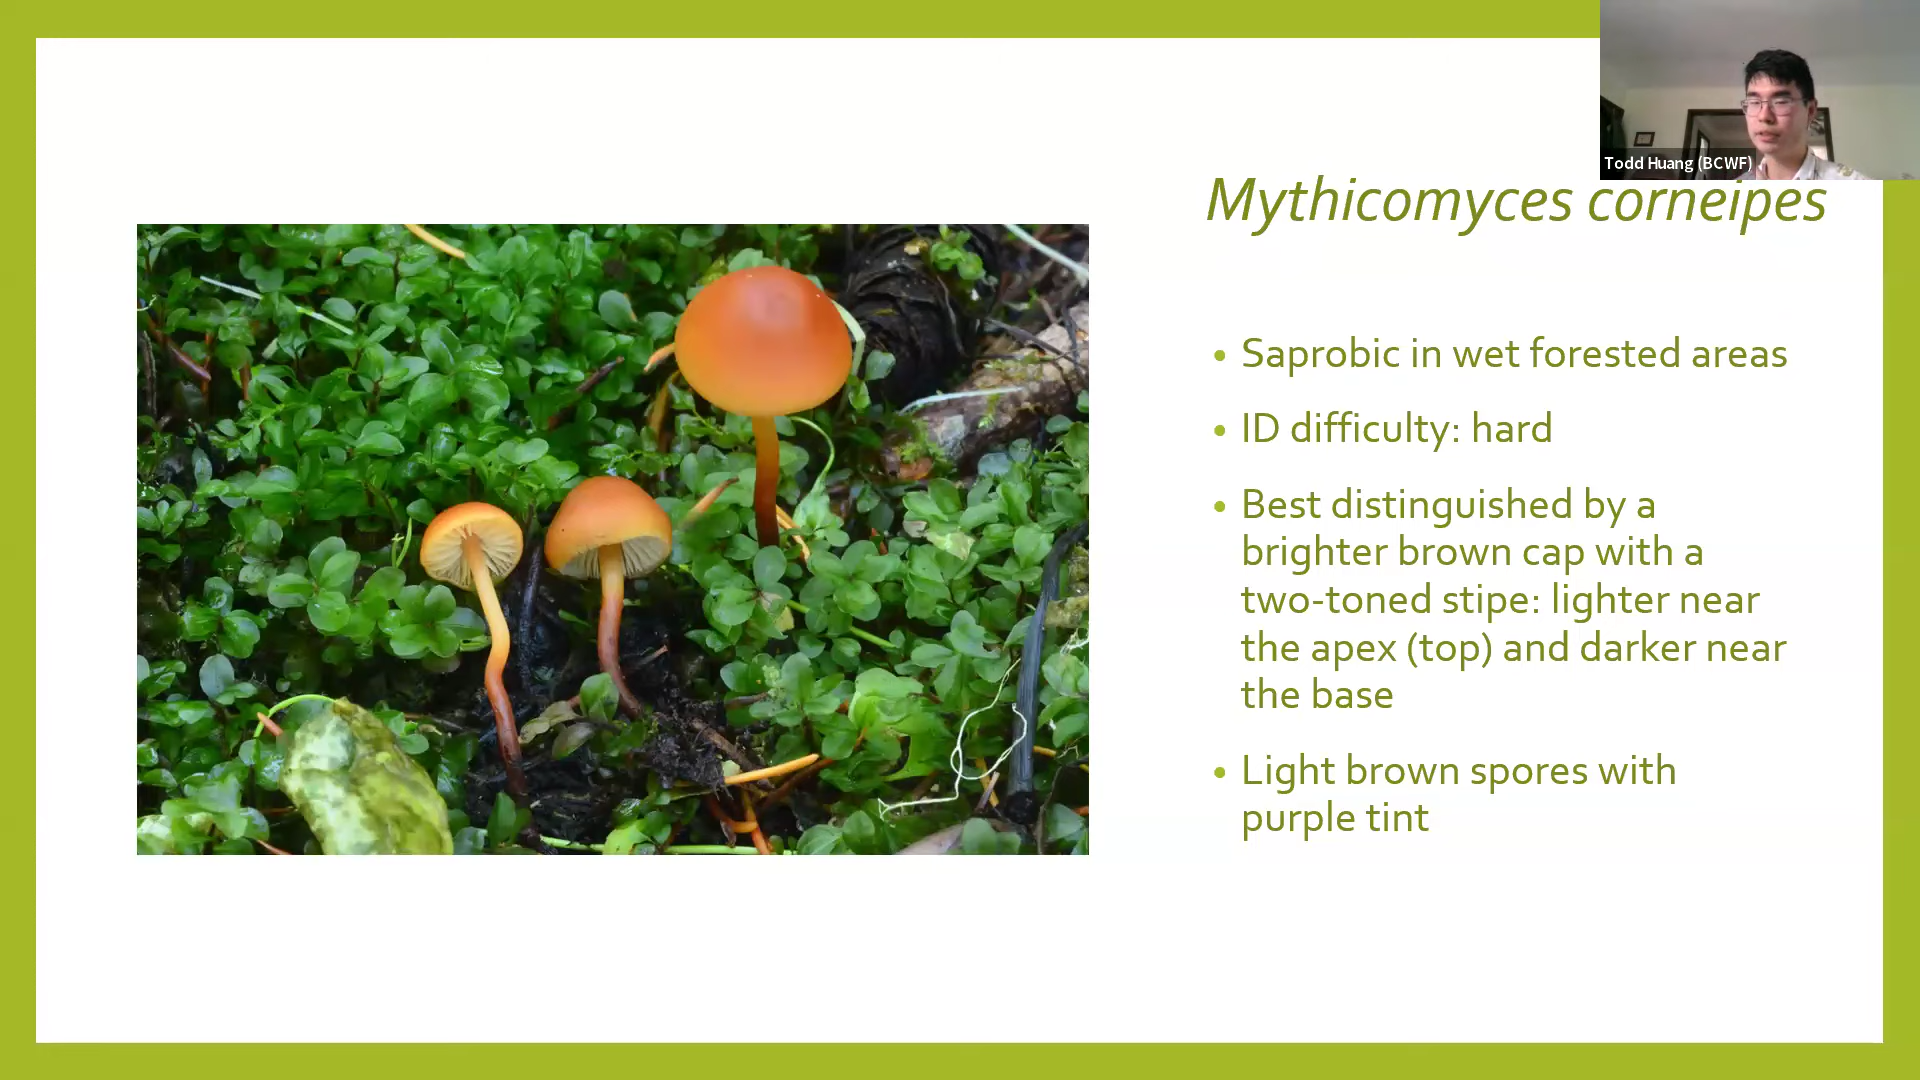 Todd Huang (BCWF)
Mythicomyces corneipes
• Saprobic in wet forested areas
• ID difficulty: hard
• Best distinguished by a
brighter brown cap with a
two-toned stipe: lighter near
the apex (top) and darker near
the base
• Light brown spores with
purple tint